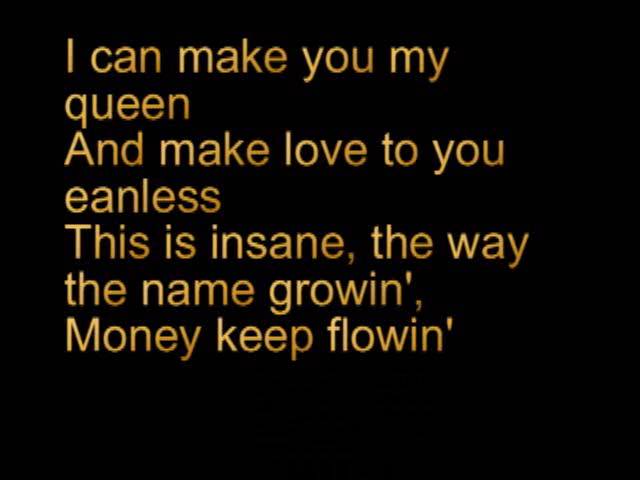 I can make you my
queen
And make love to you
eanless
This is insane, the way
the name growin',
Money keep flowin'